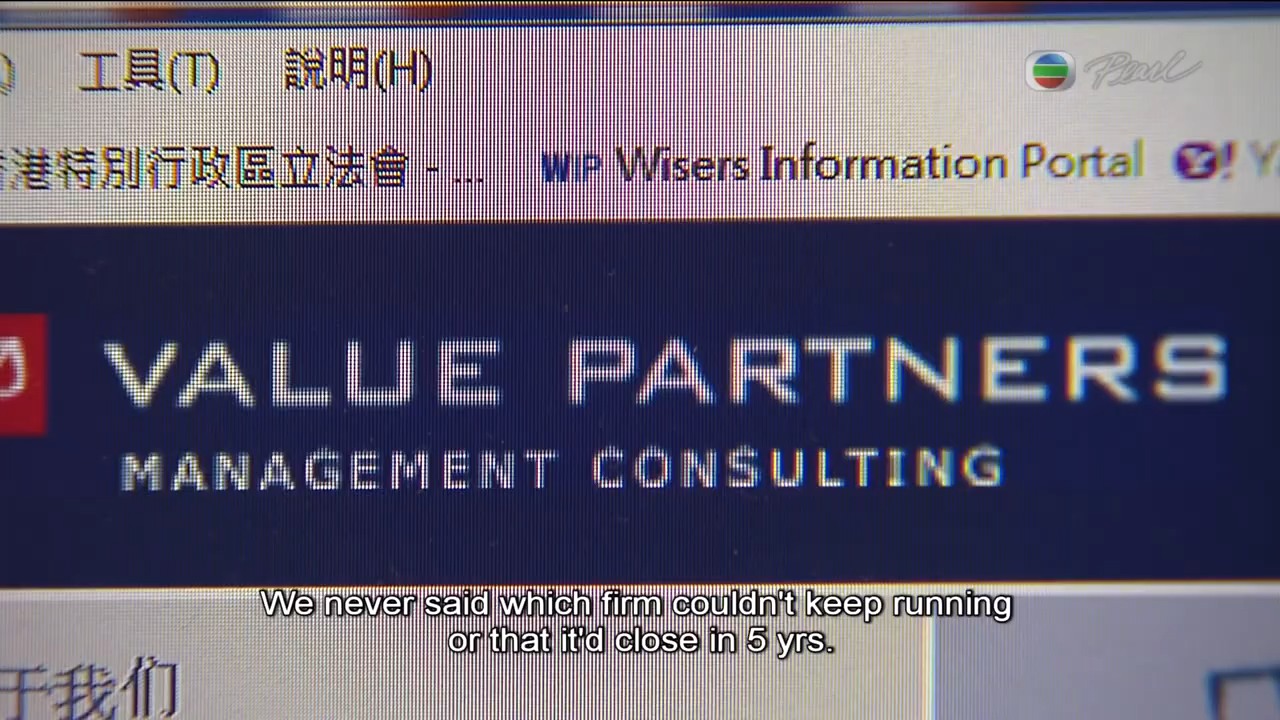 ) 工具(T) 說明(H)
Pearl
港特別行政區立法會 - ... WIP Wisers Information Portal Y! Y
VALUE PARTNERS
MANAGEMENT CONSULTING
We never said which firm couldn't keep running
or that it'd close in 5 yrs.
于我们